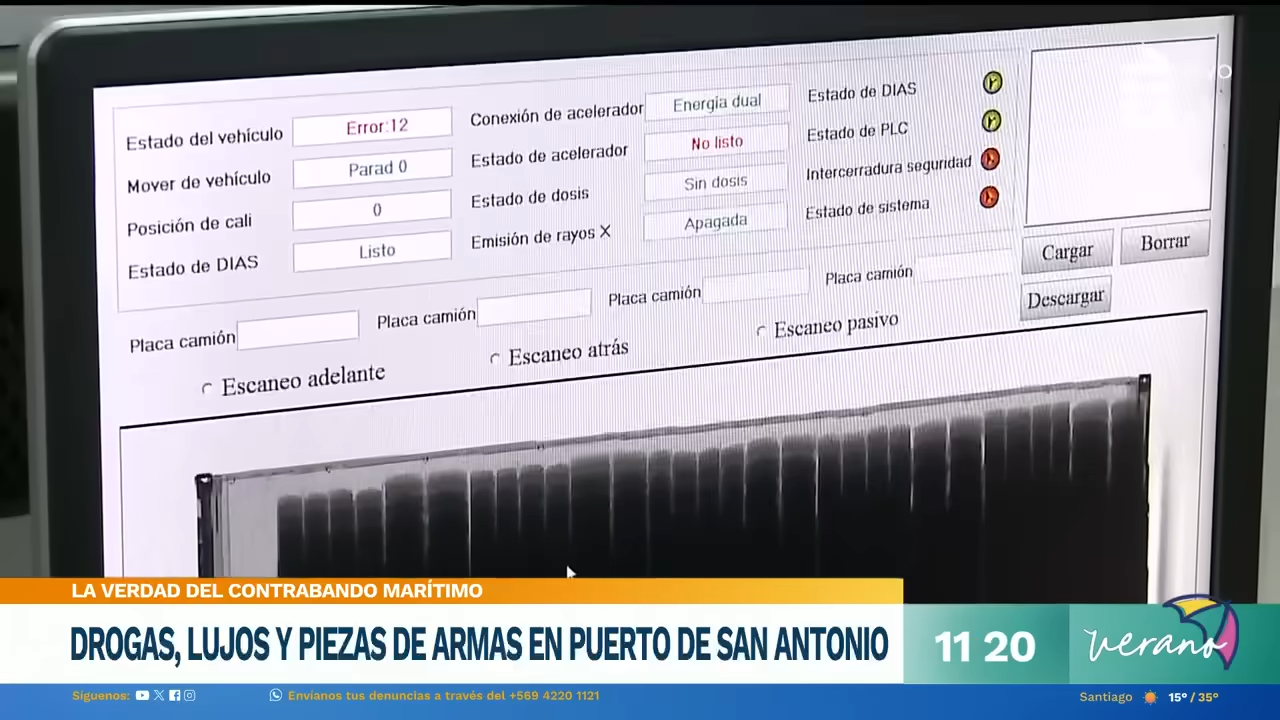 Estado del vehículo
Error:12
Mover de vehículo
Parad 0
Posición de cali
0
Estado de DIAS
Listo
Conexión de acelerador
Energía dual
Estado de acelerador
No listo
Estado de dosis
Sin dosis
Emisión de rayos X
Apagada
Estado de DIAS
Estado de PLC
Intercerradura seguridad
Estado de sistema
Cargar
Borrar
Descargar
Placa camión
Placa camión
Placa camión
Placa camión
Escaneo adelante
Escaneo atrás
Escaneo pasivo
LA VERDAD DEL CONTRABANDO MARÍTIMO
DROGAS, LUJOS Y PIEZAS DE ARMAS EN PUERTO DE SAN ANTONIO
11 20
verano
Síguenos:
Envíanos tus denuncias a través del +569 4220 1121
Santiago 15° / 35°